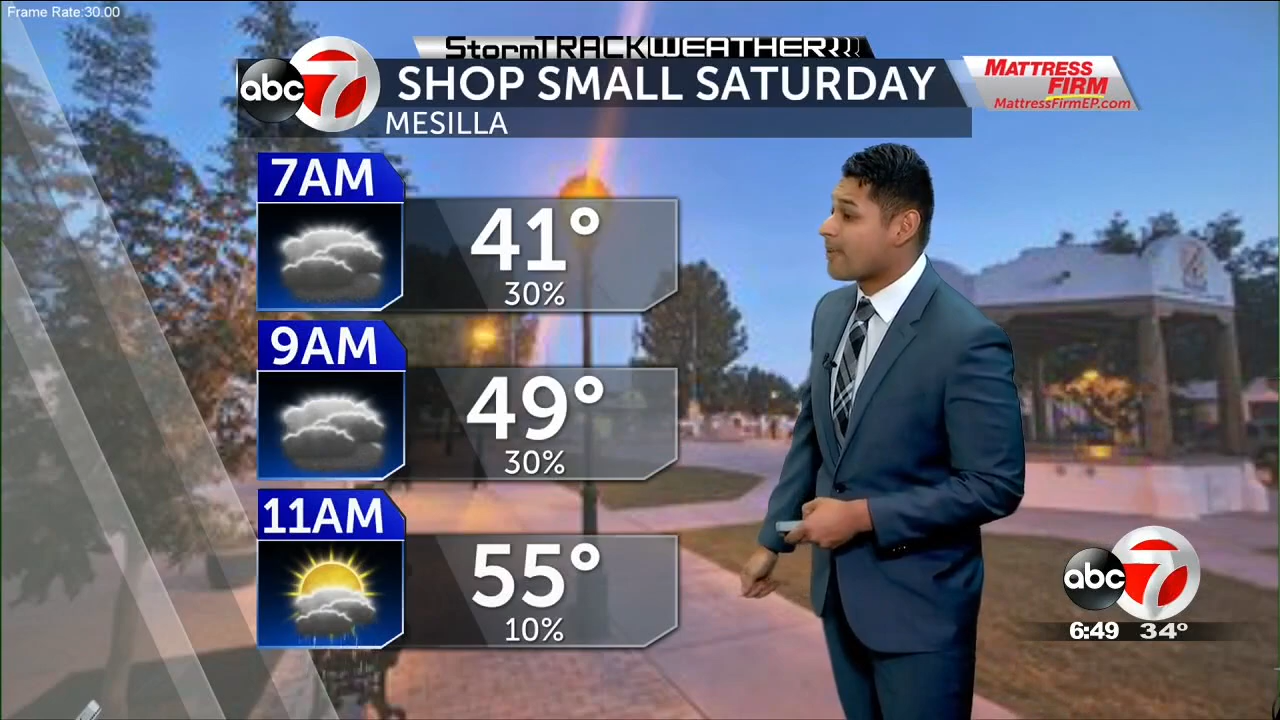 Frame Rate:30.00
StormTRACKWEATHER
abc 7
SHOP SMALL SATURDAY
MESILLA
MATTRESS
FIRM
MattressFirmEP.com
7AM
41°
30%
9AM
49°
30%
11AM
55°
10%
abc 7
6:49 34°